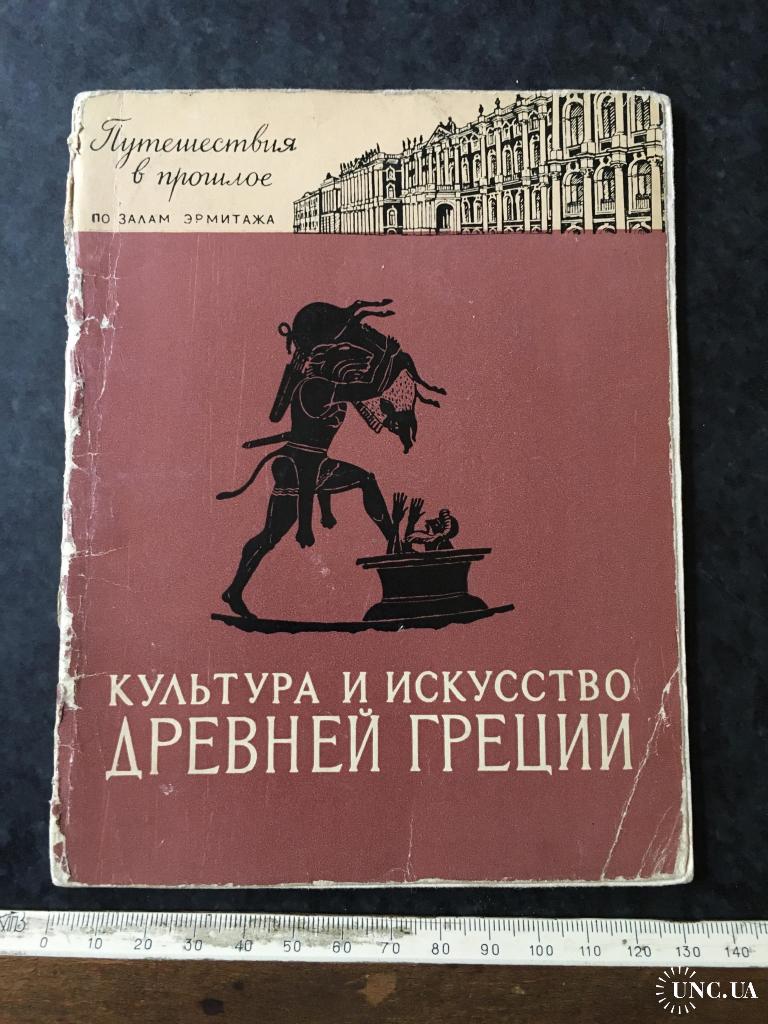 Путешествия
в прошлое
ПО ЗАЛАМ ЭРМИТАЖА
КУЛЬТУРА И ИСКУССТВО
ДРЕВНЕЙ ГРЕЦИИ
0 10 20 30 40 50 60 70 80 90 100 110 120 130 140
UNC.UA